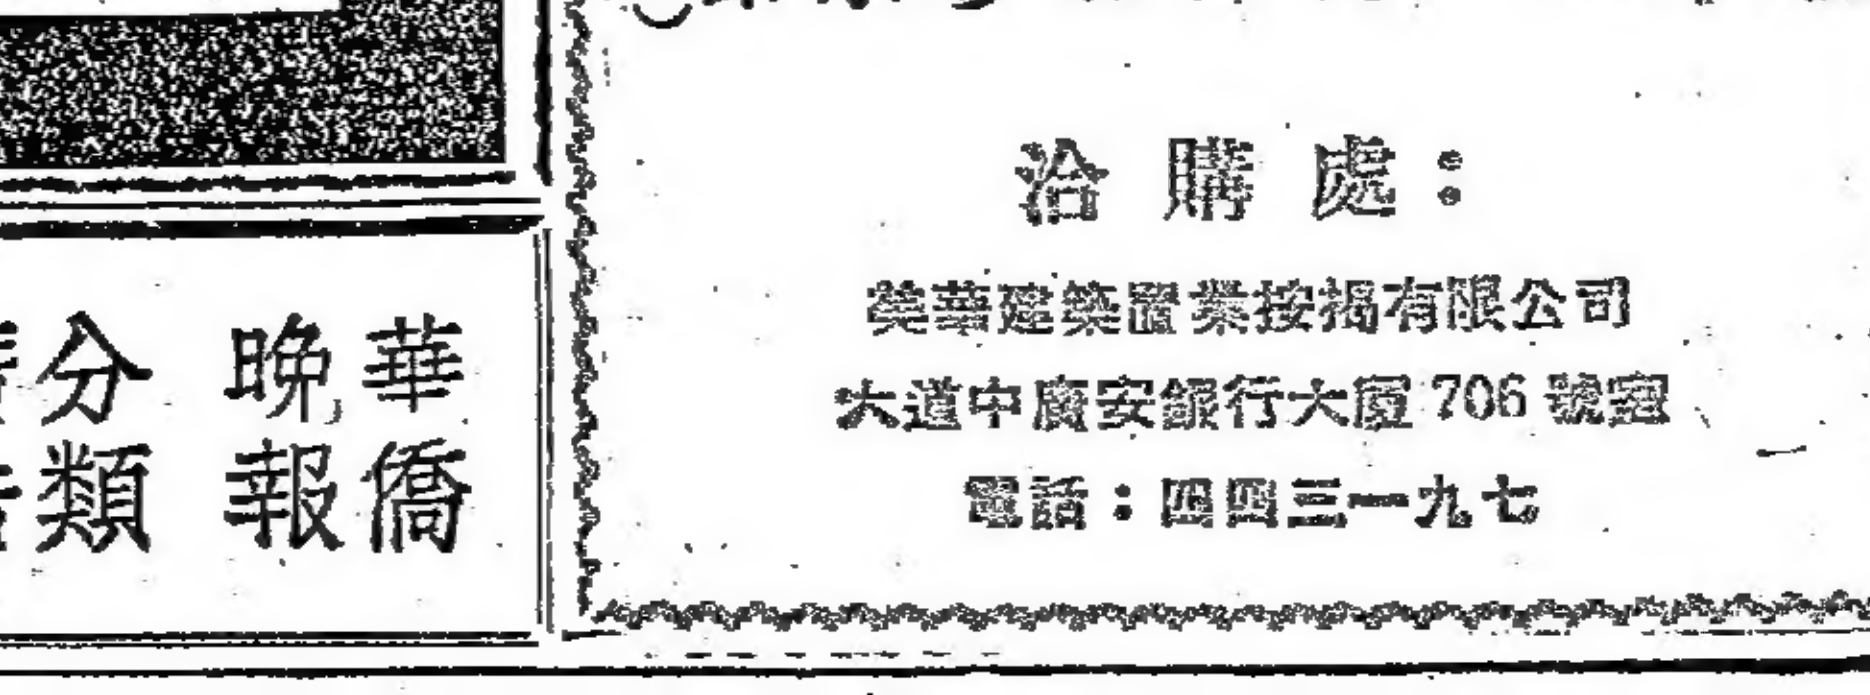 洽購處：
美華建築置業按揭有限公司
大道中廣安銀行大廈706號室
電話：四四三一九七
華僑
晚報
分類